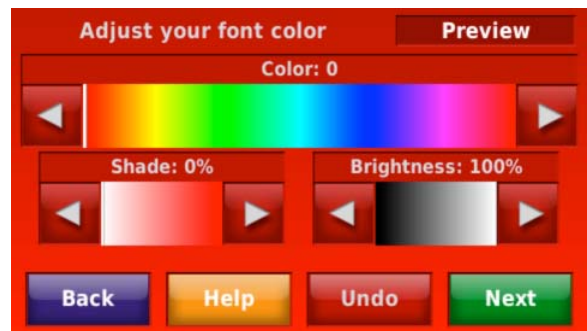 Adjust your font color
Preview
Color: 0
Shade: 0%
Brightness: 100%
Back
Help
Undo
Next